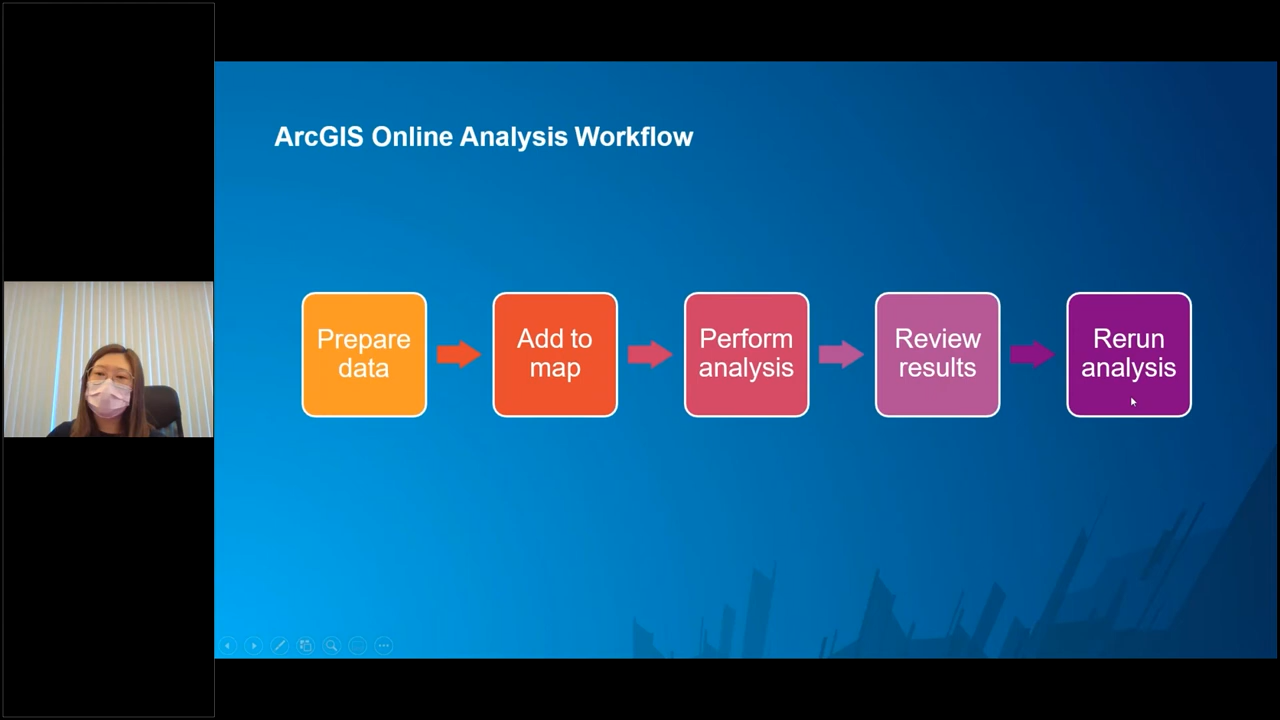 ArcGIS Online Analysis Workflow
Prepare
data
Add to
map
Perform
analysis
Review
results
Rerun
analysis